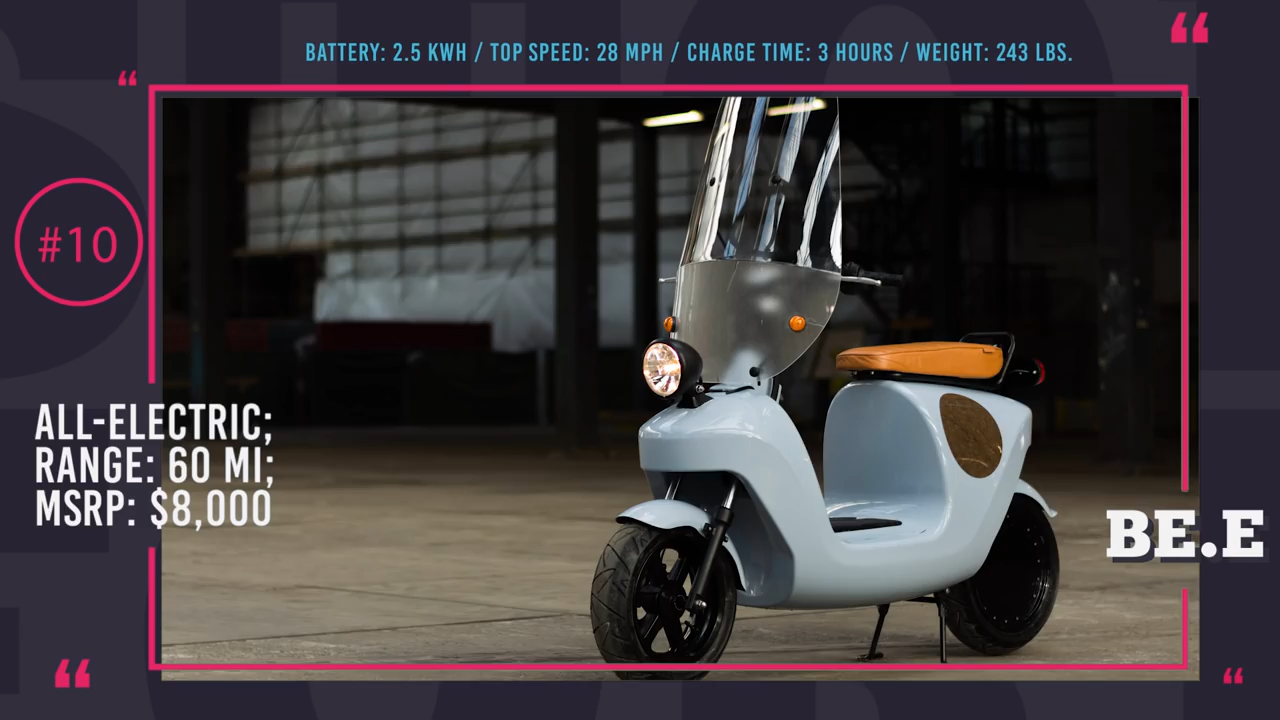 BATTERY: 2.5 KWH / TOP SPEED: 28 MPH / CHARGE TIME: 3 HOURS / WEIGHT: 243 LBS.
#10
ALL-ELECTRIC;
RANGE: 60 MI;
MSRP: $8,000
BE.E